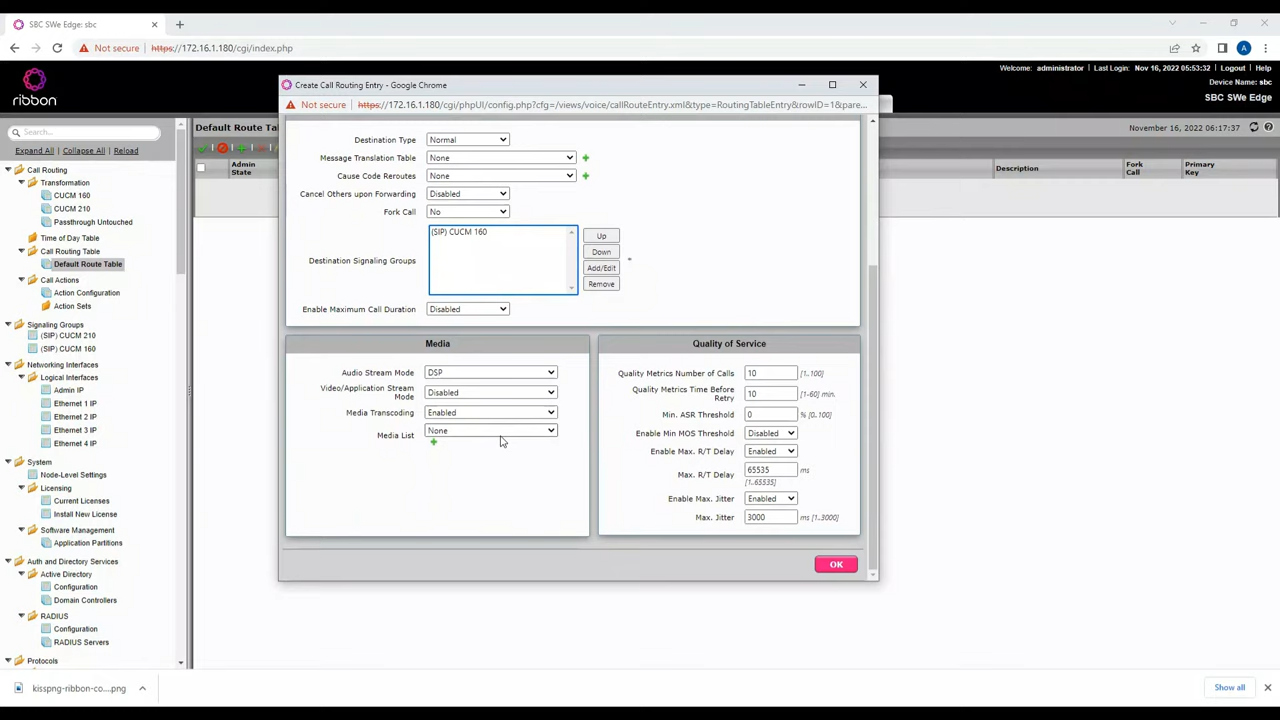 SBC SWe Edge: sbc
Not secure https://172.16.1.180/cgi/index.php
A
Welcome: administrator Last Login: Nov 16, 2022 05:53:32 Logout Help
Device Name: sbc
SBC SWe Edge
ribbon
Create Call Routing Entry - Google Chrome
Not secure https://172.16.1.180/cgi/phpUI/config.php?cfg=/views/voice/callRouteEntry.xml&type=RoutingTableEntry&rowID=1&pare...
Search...
Expand All Collapse All Reload
Default Route Ta
November 16, 2022 06:17:37
Admin State
Description
Fork Call
Primary Key
Call Routing
Transformation
CUCM 160
CUCM 210
Passthrough Untouched
Time of Day Table
Call Routing Table
Default Route Table
Call Actions
Action Configuration
Action Sets
Signaling Groups
(SIP) CUCM 210
(SIP) CUCM 160
Networking Interfaces
Logical Interfaces
Admin IP
Ethernet 1 IP
Ethernet 2 IP
Ethernet 3 IP
Ethernet 4 IP
System
Node-Level Settings
Licensing
Current Licenses
Install New License
Software Management
Application Partitions
Auth and Directory Services
Active Directory
Configuration
Domain Controllers
RADIUS
Configuration
RADIUS Servers
Protocols
Destination Type Normal
Message Translation Table None
Cause Code Reroutes None
Cancel Others upon Forwarding Disabled
Fork Call No
Destination Signaling Groups (SIP) CUCM 160
Up
Down
Add/Edit
Remove
*
Enable Maximum Call Duration Disabled
Media
Audio Stream Mode DSP
Video/Application Stream Mode Disabled
Media Transcoding Enabled
Media List None
Quality of Service
Quality Metrics Number of Calls 10 [1..100]
Quality Metrics Time Before Retry 10 [1-60] min.
Min. ASR Threshold 0 % [0..100]
Enable Min MOS Threshold Disabled
Enable Max. R/T Delay Enabled
Max. R/T Delay 65535 ms
[1..65535]
Enable Max. Jitter Enabled
Max. Jitter 3000 ms [1..3000]
OK
kisspng-ribbon-co....png
Show all